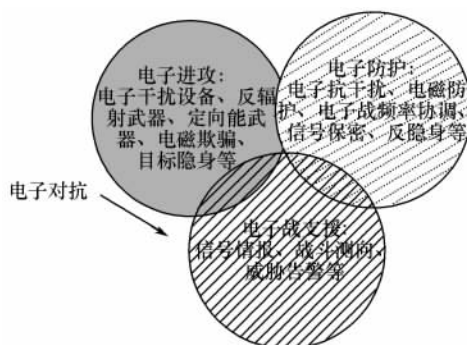 电子进攻:
电子干扰设备、反辐
射武器、定向能武
器、电磁欺骗、
目标隐身等
电子防护:
电子抗干扰、电磁防
护、电子战频率协调、
信号保密、反隐身等
电子对抗
电子战支援:
信号情报、战斗测向、
威胁告警等